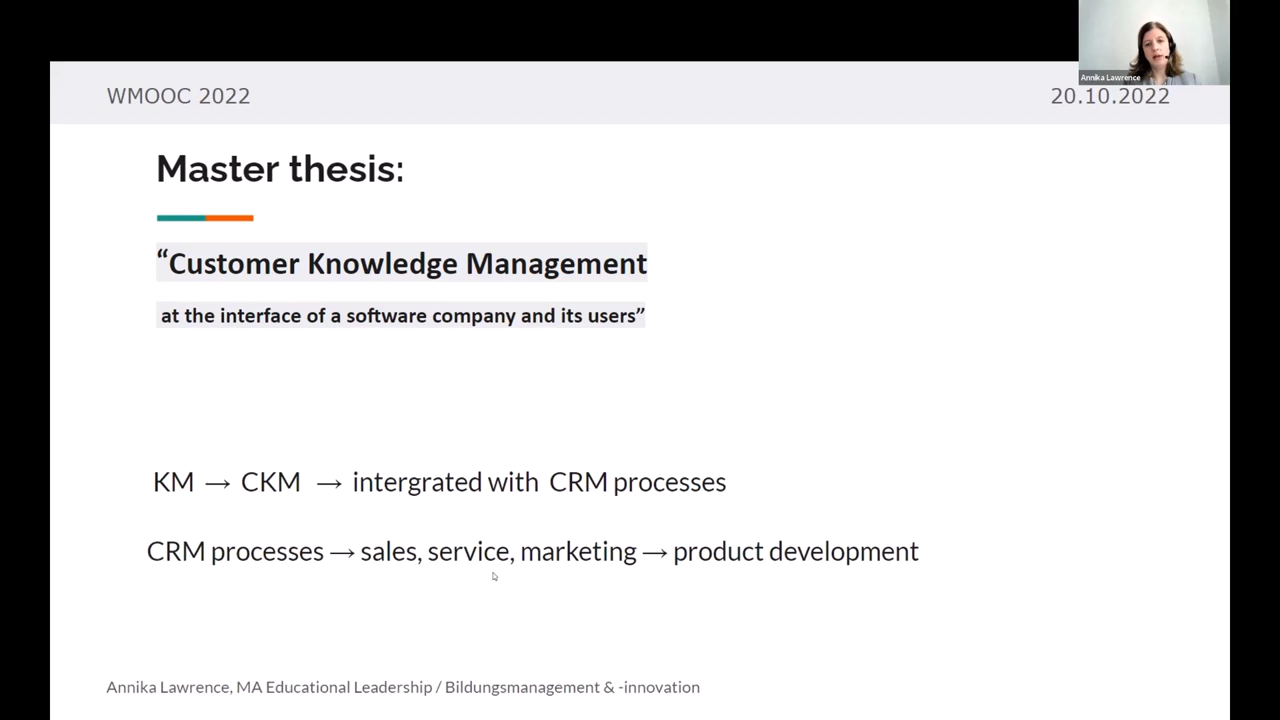 Annika Lawrence
WMOOC 2022
20.10.2022
Master thesis:
“Customer Knowledge Management
at the interface of a software company and its users”
KM → CKM → intergrated with CRM processes
CRM processes → sales, service, marketing → product development
Annika Lawrence, MA Educational Leadership / Bildungsmanagement & -innovation